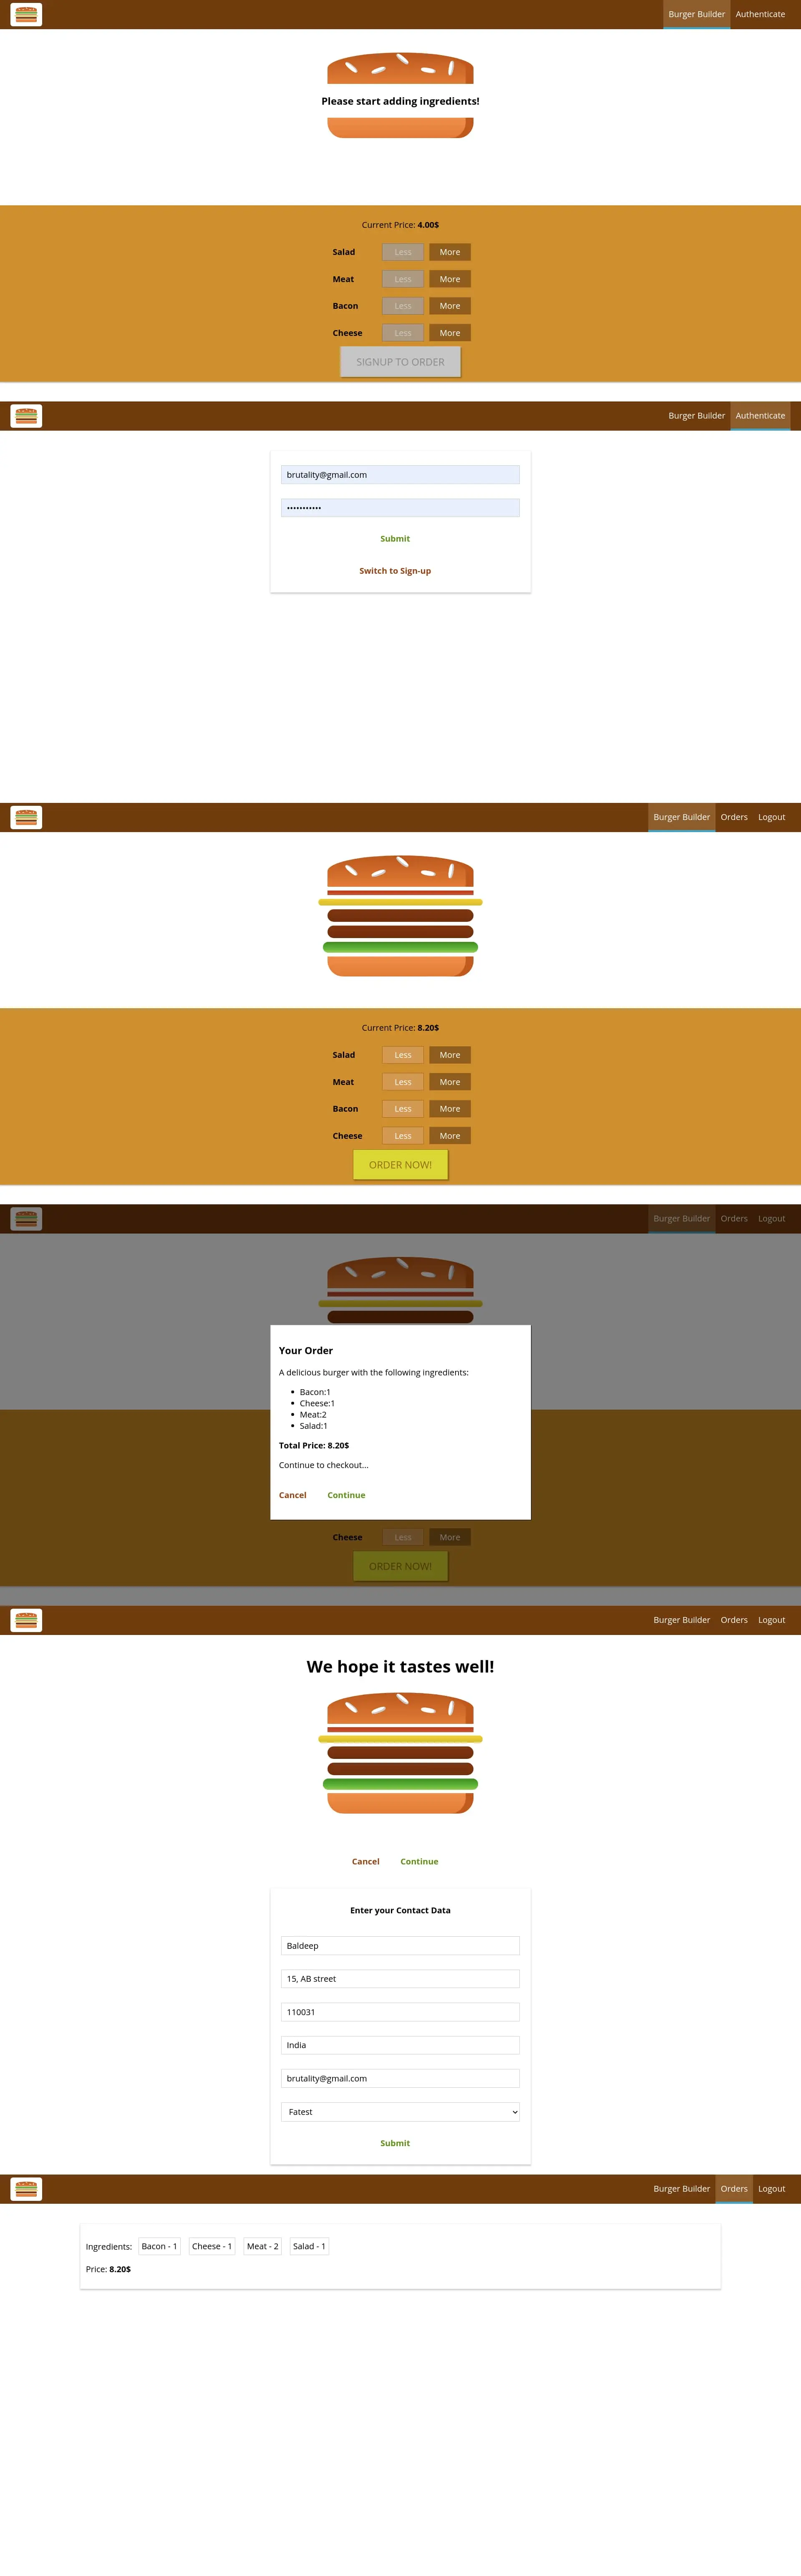 Burger Builder Authenticate
Please start adding ingredients!
Current Price: 4.00$
Salad Less More
Meat Less More
Bacon Less More
Cheese Less More
SIGNUP TO ORDER
Burger Builder Authenticate
brutality@gmail.com
•••••••••••
Submit
Switch to Sign-up
Burger Builder Orders Logout
Current Price: 8.20$
Salad Less More
Meat Less More
Bacon Less More
Cheese Less More
ORDER NOW!
Burger Builder Orders Logout
Your Order
A delicious burger with the following ingredients:
• Bacon:1
• Cheese:1
• Meat:2
• Salad:1
Total Price: 8.20$
Continue to checkout...
Cancel Continue
Cheese Less More
ORDER NOW!
Burger Builder Orders Logout
We hope it tastes well!
Cancel Continue
Enter your Contact Data
Baldeep
15, AB street
110031
India
brutality@gmail.com
Fatest
Submit
Burger Builder Orders Logout
Ingredients: Bacon - 1 Cheese - 1 Meat - 2 Salad - 1
Price: 8.20$